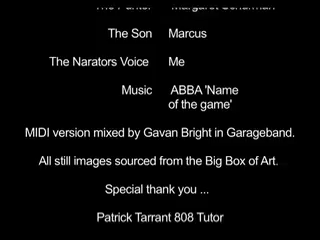 The Son Marcus
The Narators Voice Me
Music ABBA 'Name
of the game'
MIDI version mixed by Gavan Bright in Garageband.
All still images sourced from the Big Box of Art.
Special thank you ...
Patrick Tarrant 808 Tutor